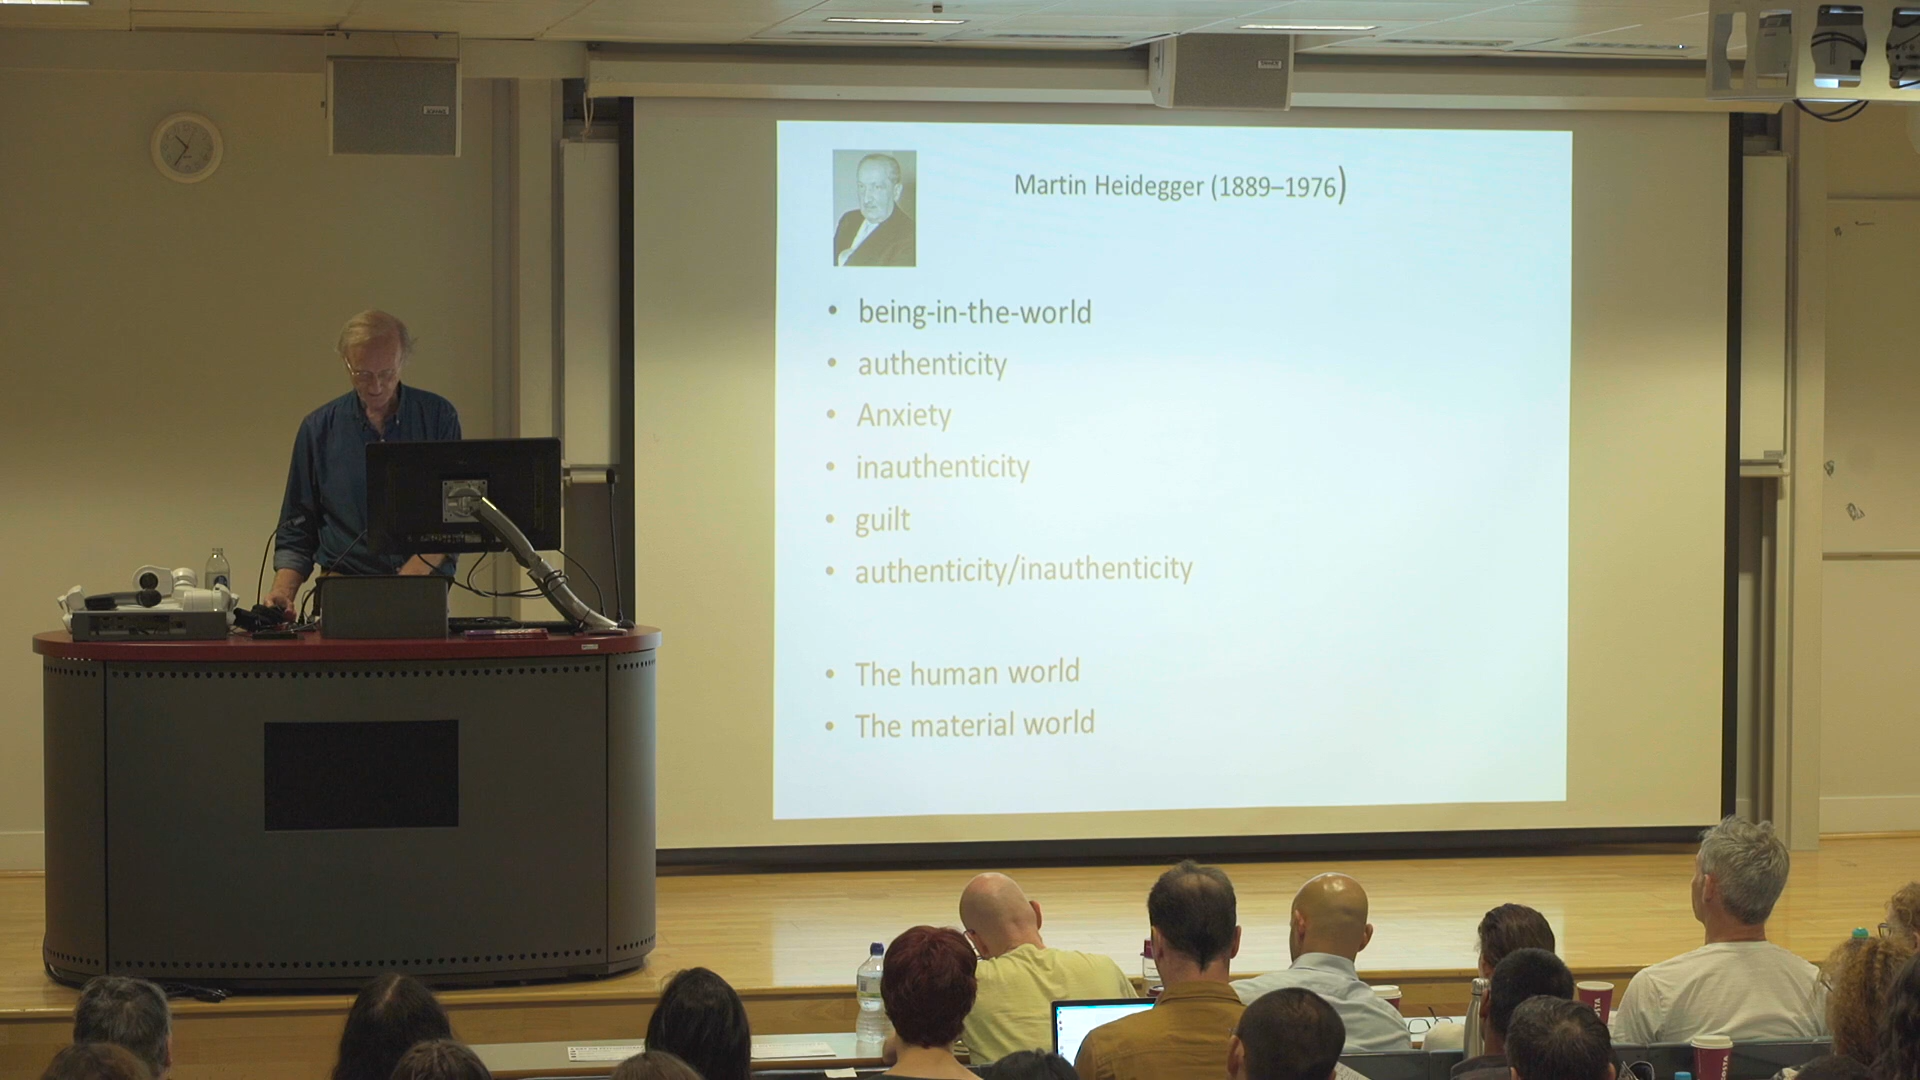 Martin Heidegger (1889–1976)
• being-in-the-world
• authenticity
• Anxiety
• inauthenticity
• guilt
• authenticity/inauthenticity
• The human world
• The material world